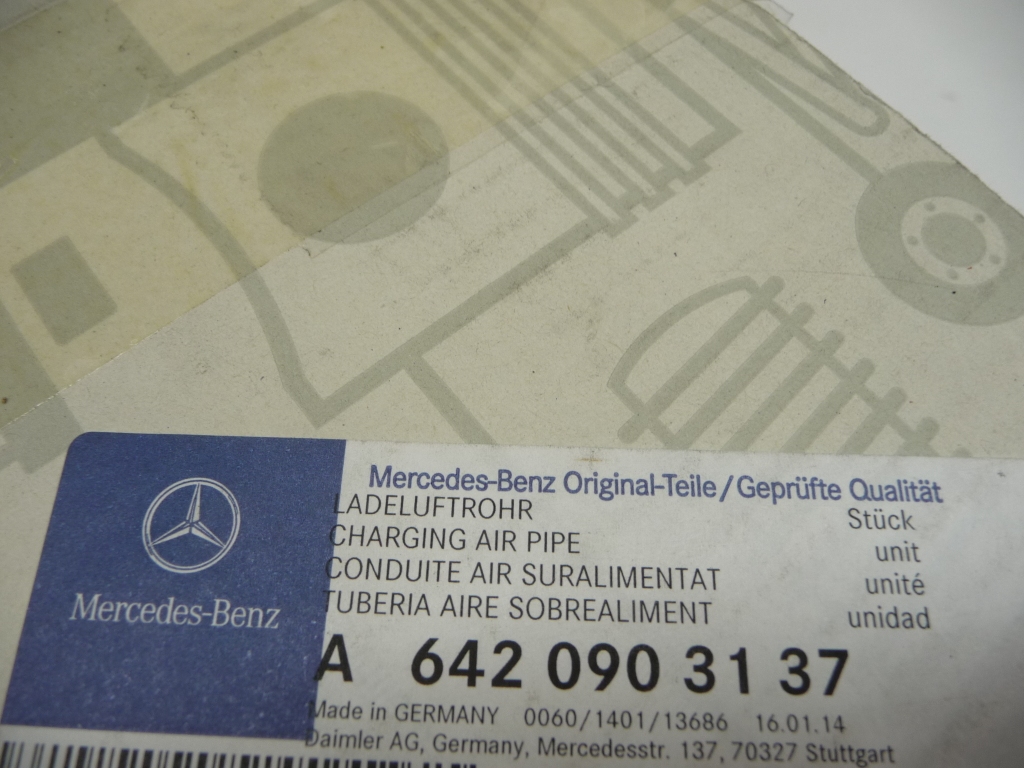 Mercedes-Benz
Mercedes-Benz Original-Teile/Geprüfte Qualität
LADELUFTROHR Stück
CHARGING AIR PIPE unit
CONDUITE AIR SURALIMENTAT unité
TUBERIA AIRE SOBREALIMENT unidad
A 642 090 31 37
Made in GERMANY 0060/1401/13686 16.01.14
Daimler AG, Germany, Mercedesstr. 137, 70327 Stuttgart